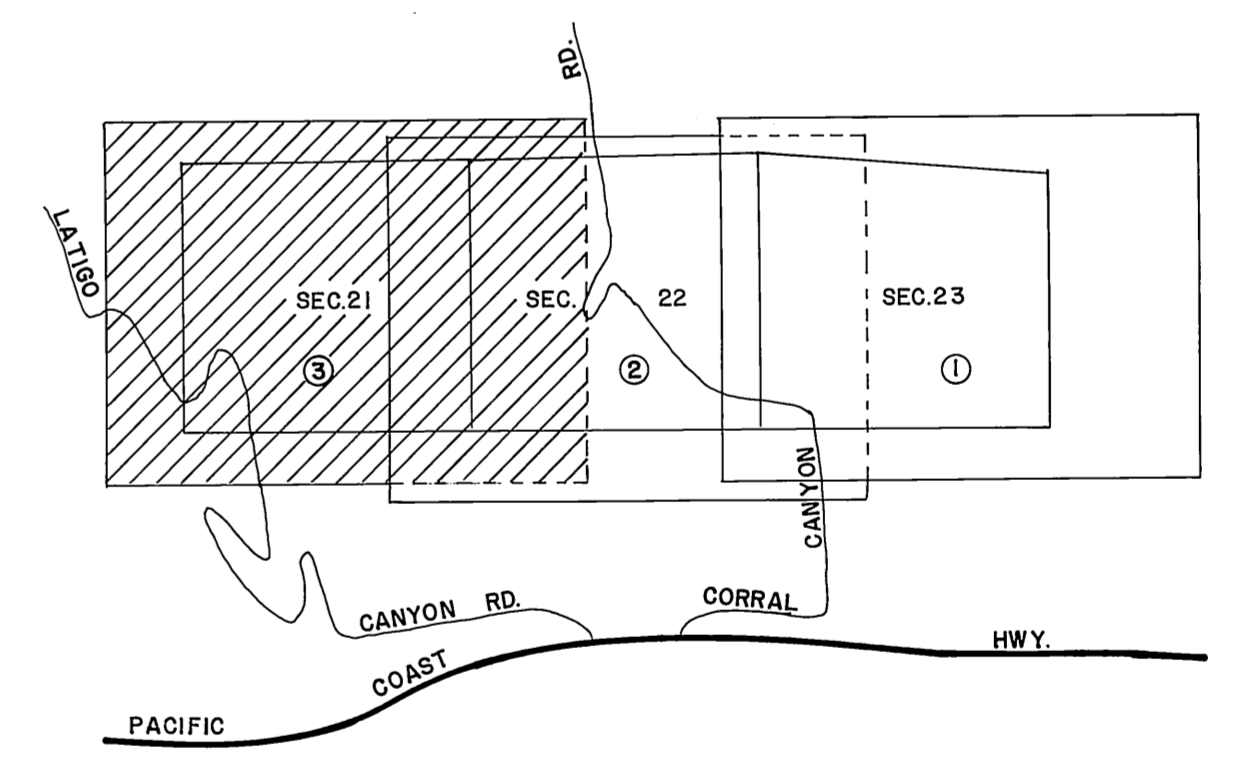 RD.
LATIGO
SEC.21
SEC. 22
SEC.23
3
2
1
CANYON
CORRAL
CANYON RD.
HWY.
COAST
PACIFIC